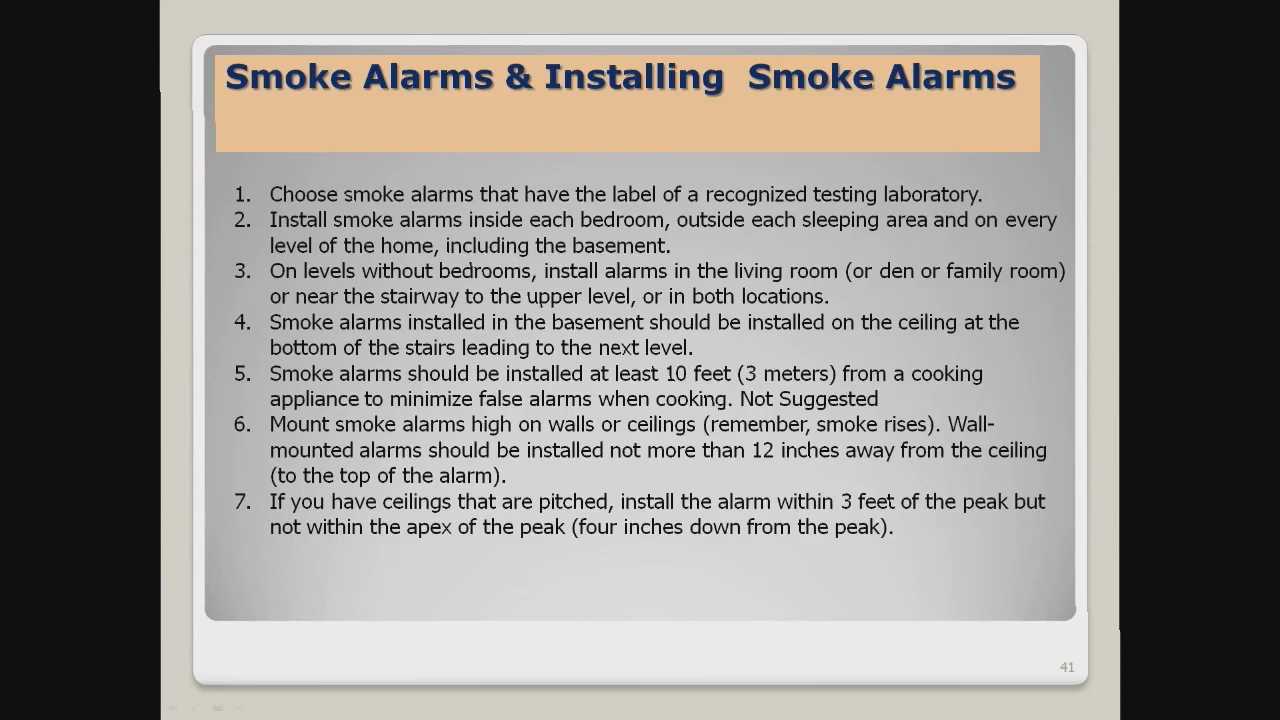 Smoke Alarms & Installing  Smoke Alarms
1. Choose smoke alarms that have the label of a recognized testing laboratory.
2. Install smoke alarms inside each bedroom, outside each sleeping area and on every
level of the home, including the basement.
3. On levels without bedrooms, install alarms in the living room (or den or family room)
or near the stairway to the upper level, or in both locations.
4. Smoke alarms installed in the basement should be installed on the ceiling at the
bottom of the stairs leading to the next level.
5. Smoke alarms should be installed at least 10 feet (3 meters) from a cooking
appliance to minimize false alarms when cooking. Not Suggested
6. Mount smoke alarms high on walls or ceilings (remember, smoke rises). Wall-
mounted alarms should be installed not more than 12 inches away from the ceiling
(to the top of the alarm).
7. If you have ceilings that are pitched, install the alarm within 3 feet of the peak but
not within the apex of the peak (four inches down from the peak).
41